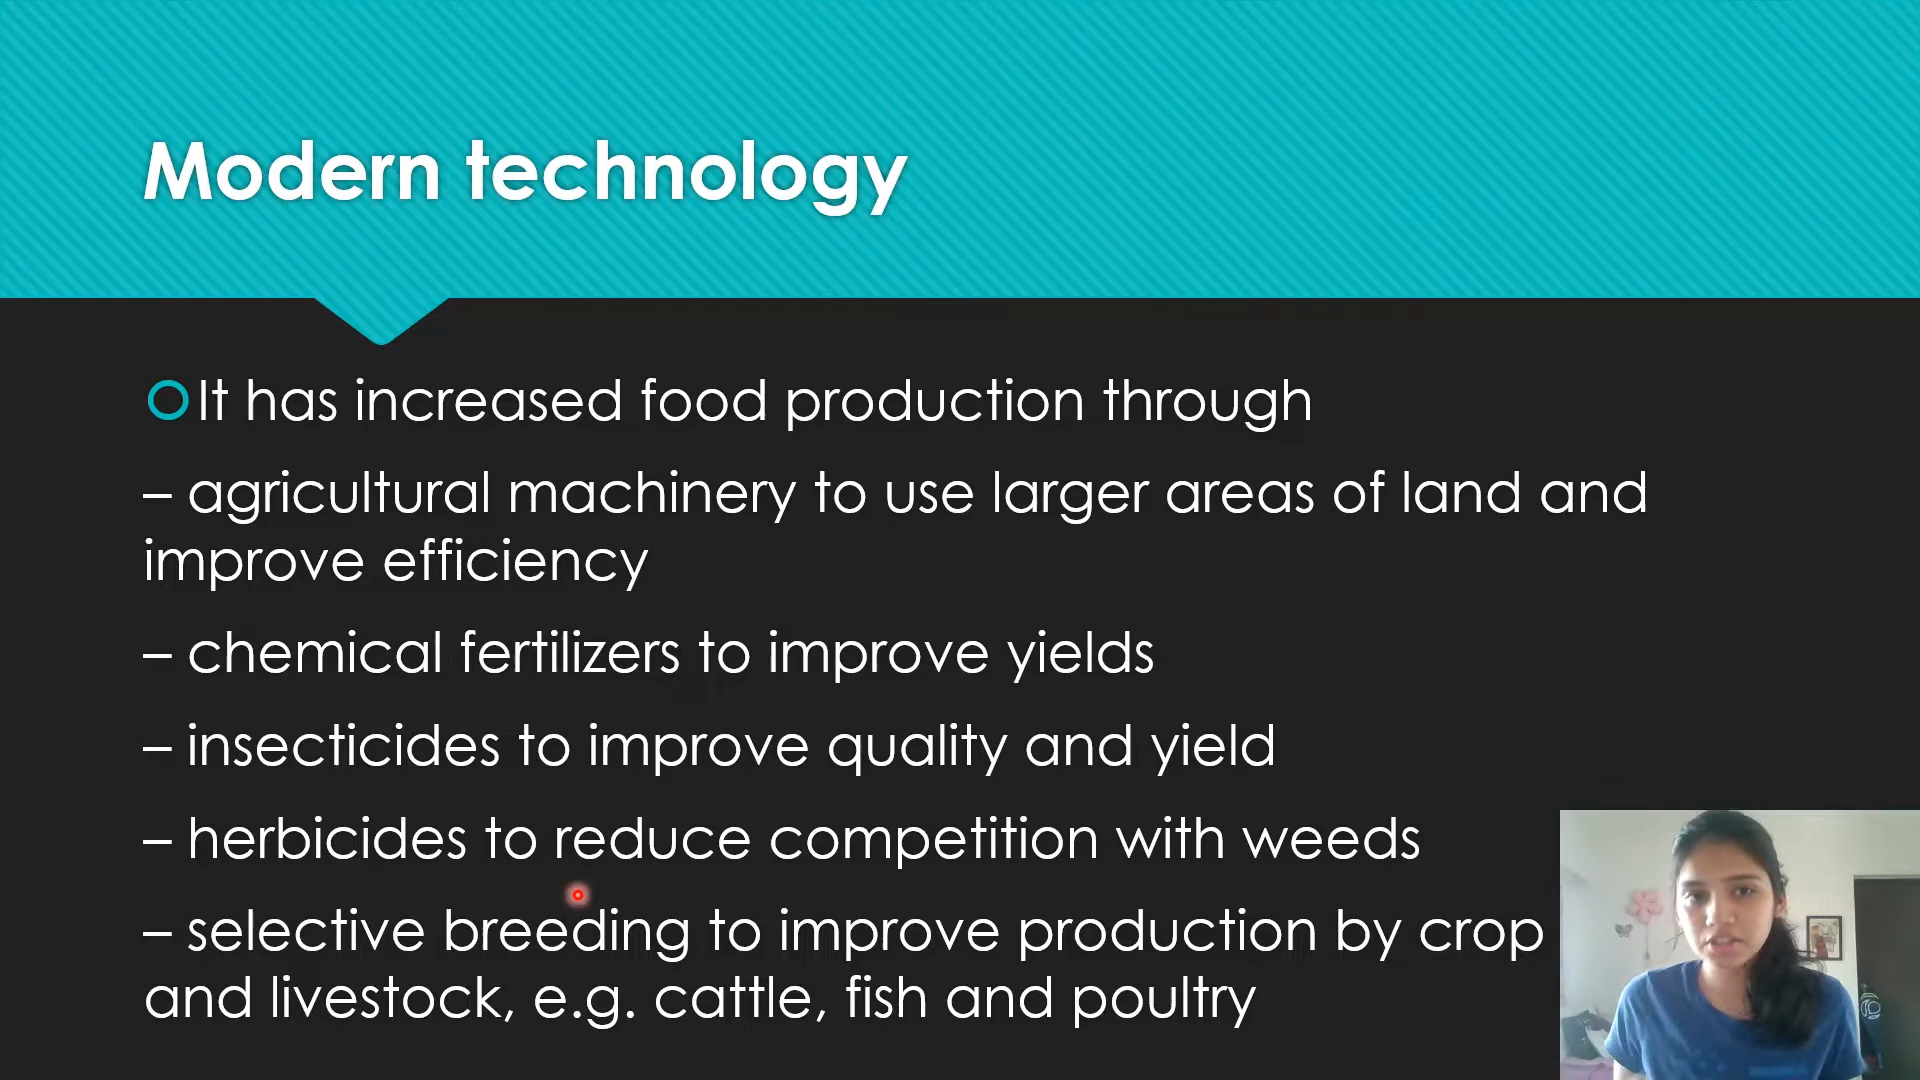 Modern technology
It has increased food production through
– agricultural machinery to use larger areas of land and
improve efficiency
– chemical fertilizers to improve yields
– insecticides to improve quality and yield
– herbicides to reduce competition with weeds
– selective breeding to improve production by crop
and livestock, e.g. cattle, fish and poultry